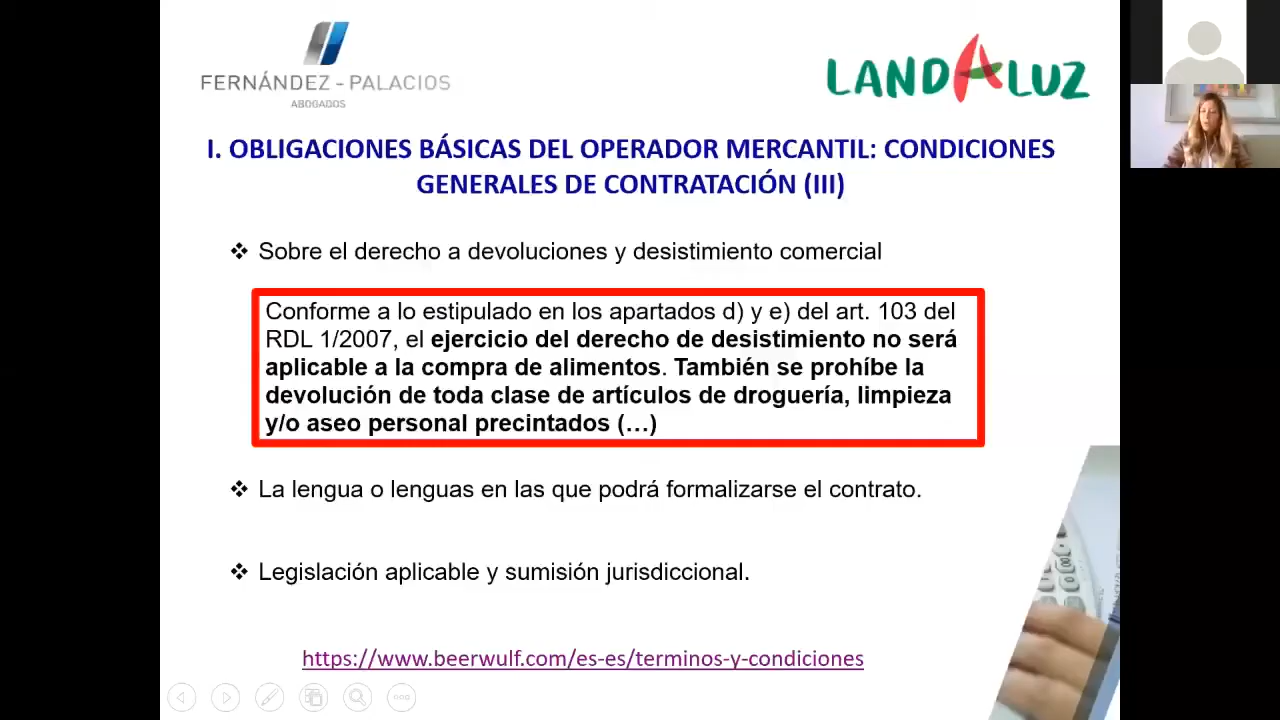 FERNÁNDEZ - PALACIOS
ABOGADOS
LANDALUZ
I. OBLIGACIONES BÁSICAS DEL OPERADOR MERCANTIL: CONDICIONES
GENERALES DE CONTRATACIÓN (III)
❖ Sobre el derecho a devoluciones y desistimiento comercial
Conforme a lo estipulado en los apartados d) y e) del art. 103 del
RDL 1/2007, el ejercicio del derecho de desistimiento no será
aplicable a la compra de alimentos. También se prohíbe la
devolución de toda clase de artículos de droguería, limpieza
y/o aseo personal precintados (…)
❖ La lengua o lenguas en las que podrá formalizarse el contrato.
❖ Legislación aplicable y sumisión jurisdiccional.
https://www.beerwulf.com/es-es/terminos-y-condiciones